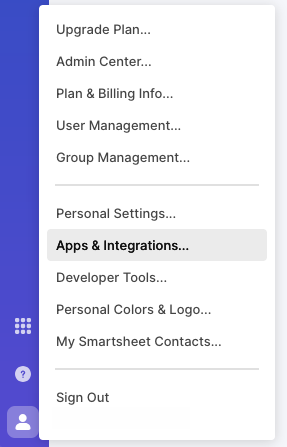 Upgrade Plan...
Admin Center...
Plan & Billing Info...
User Management...
Group Management...
Personal Settings...
Apps & Integrations...
Developer Tools...
Personal Colors & Logo...
My Smartsheet Contacts...
?
Sign Out